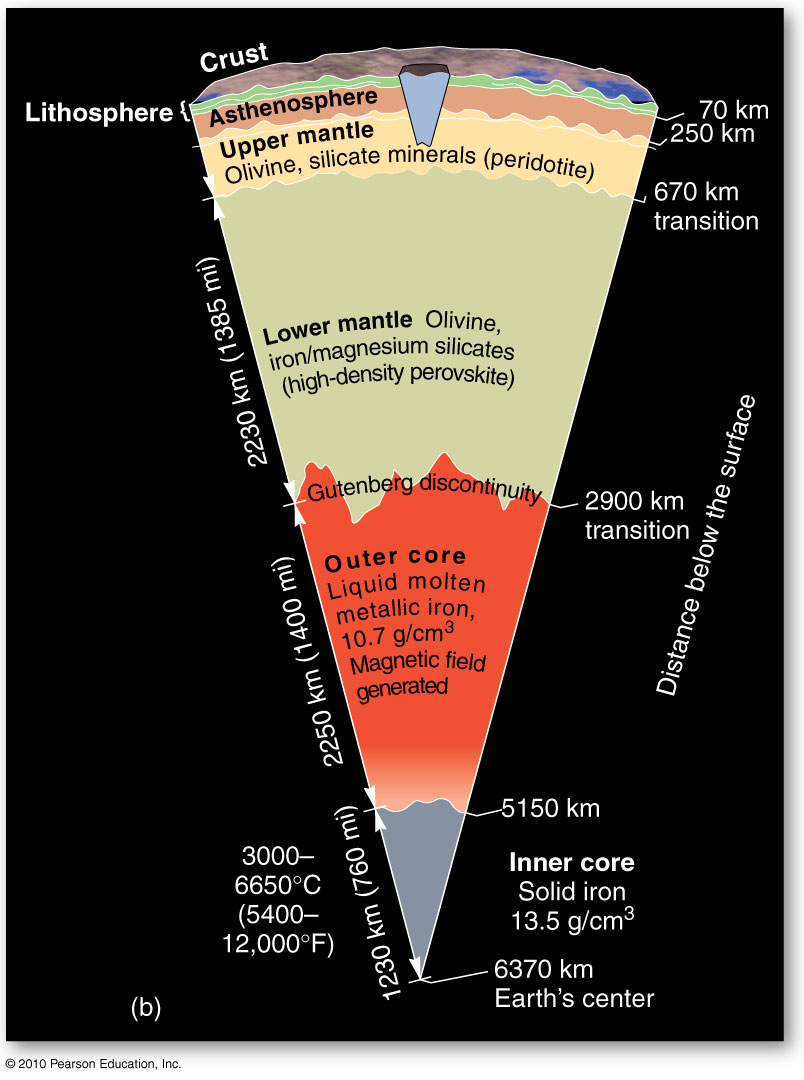 Crust
Lithosphere {
Asthenosphere
70 km
250 km
Upper mantle
Olivine, silicate minerals (peridotite)
670 km
transition
2230 km (1385 mi)
Lower mantle Olivine,
iron/magnesium silicates
(high-density perovskite)
Distance below the surface
Gutenberg discontinuity
2900 km
transition
2250 km (1400 mi)
Outer core
Liquid molten
metallic iron,
10.7 g/cm³
Magnetic field
generated
5150 km
1230 km (760 mi)
3000–
6650°C
(5400–
12,000°F)
Inner core
Solid iron
13.5 g/cm³
6370 km
Earth's center
(b)
© 2010 Pearson Education, Inc.